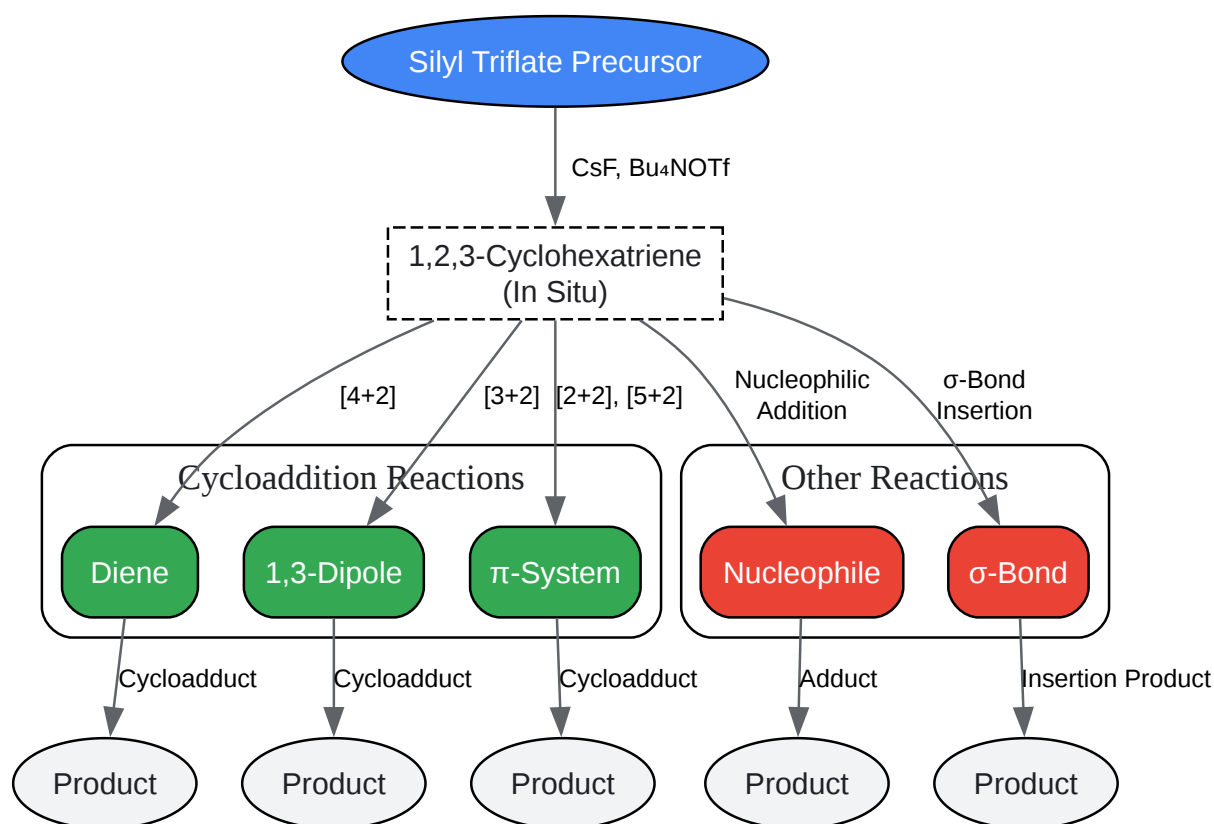 Silyl Triflate Precursor
CsF, Bu₄NOTf
1,2,3-Cyclohexatriene
(In Situ)
[4+2]
[3+2]
[2+2], [5+2]
Nucleophilic
Addition
σ-Bond
Insertion
Cycloaddition Reactions
Other Reactions
Diene
1,3-Dipole
π-System
Nucleophile
σ-Bond
Cycloadduct
Cycloadduct
Cycloadduct
Adduct
Insertion Product
Product
Product
Product
Product
Product